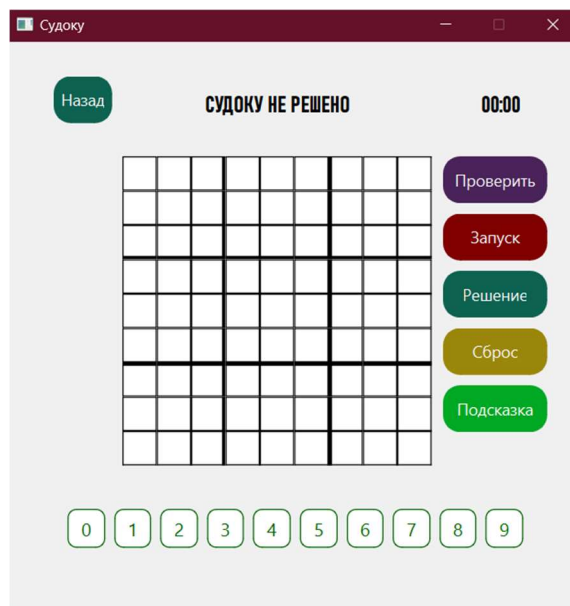 Судоку
Назад
СУДОКУ НЕ РЕШЕНО
00:00
Проверить
Запуск
Решение
Сброс
Подсказка
0 1 2 3 4 5 6 7 8 9